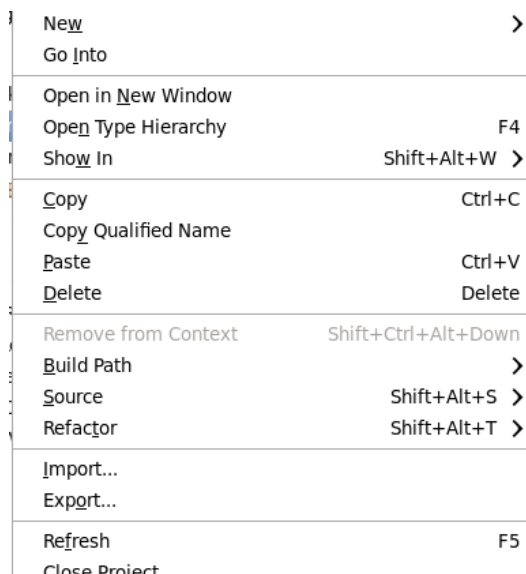 New
Go Into
Open in New Window
Open Type Hierarchy F4
Show In Shift+Alt+W
Copy Ctrl+C
Copy Qualified Name
Paste Ctrl+V
Delete Delete
Remove from Context Shift+Ctrl+Alt+Down
Build Path
Source Shift+Alt+S
Refactor Shift+Alt+T
Import...
Export...
Refresh F5
Close Project